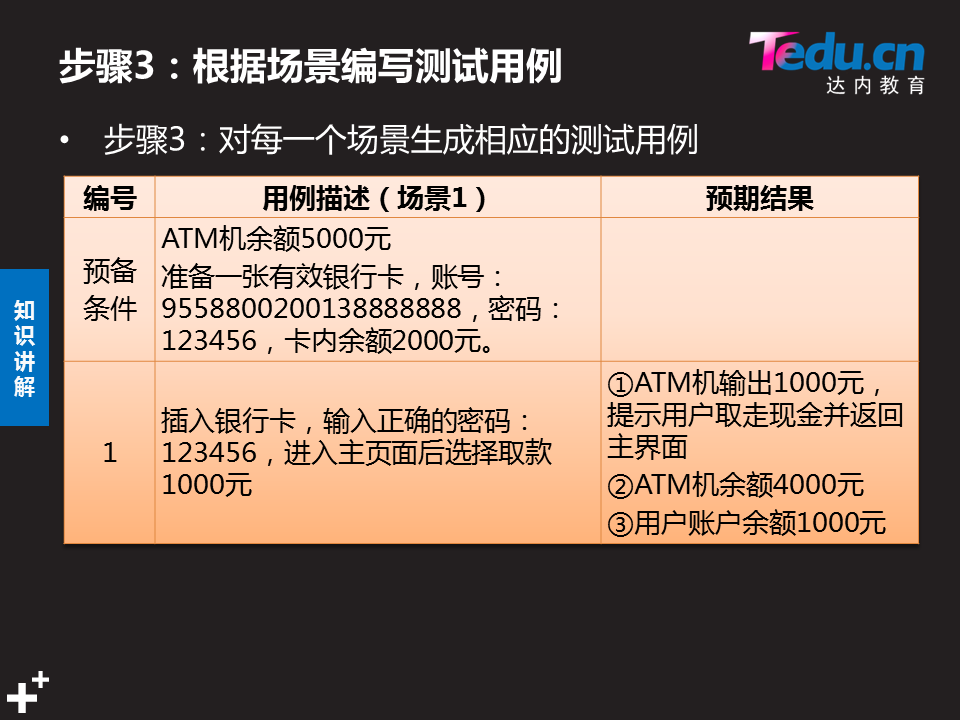 步骤3：根据场景编写测试用例
Tedu.cn
达内教育
• 步骤3：对每一个场景生成相应的测试用例
编号
用例描述（场景1）
预期结果
预备
条件
ATM机余额5000元
准备一张有效银行卡，账号：
9558800200138888888，密码：
123456，卡内余额2000元。
1
插入银行卡，输入正确的密码：
123456，进入主页面后选择取款
1000元
①ATM机输出1000元，
提示用户取走现金并返回
主界面
②ATM机余额4000元
③用户账户余额1000元
知
识
讲
解